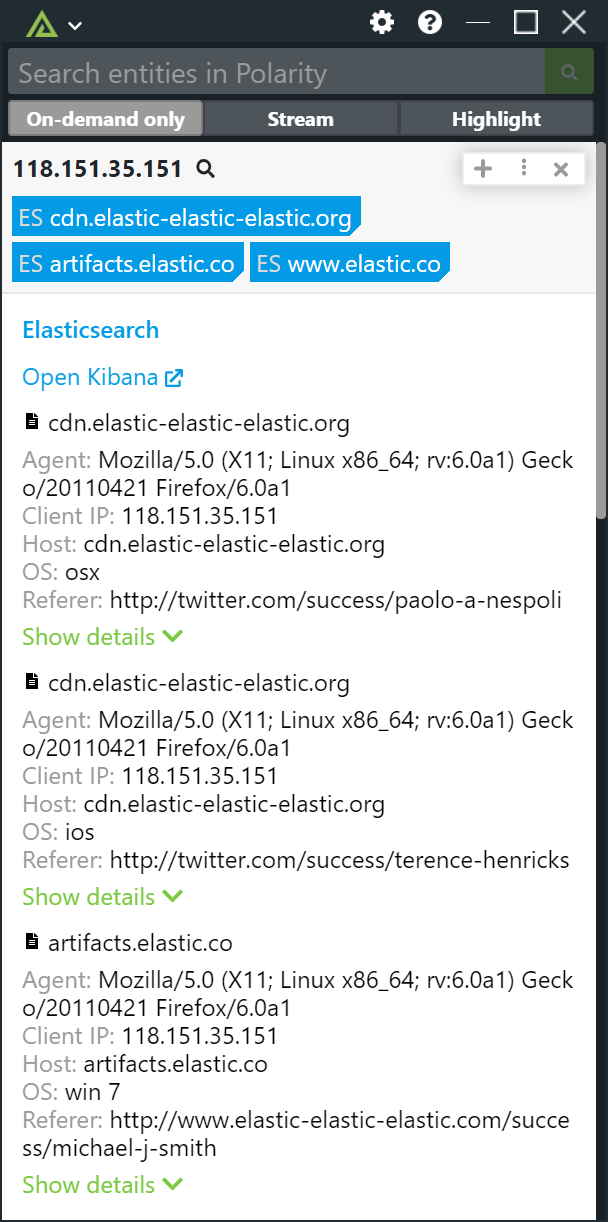 Search entities in Polarity
On-demand only Stream Highlight
118.151.35.151
ES cdn.elastic-elastic-elastic.org
ES artifacts.elastic.co ES www.elastic.co
Elasticsearch
Open Kibana
cdn.elastic-elastic-elastic.org
Agent: Mozilla/5.0 (X11; Linux x86_64; rv:6.0a1) Geck
o/20110421 Firefox/6.0a1
Client IP: 118.151.35.151
Host: cdn.elastic-elastic-elastic.org
OS: osx
Referer: http://twitter.com/success/paolo-a-nespoli
Show details
cdn.elastic-elastic-elastic.org
Agent: Mozilla/5.0 (X11; Linux x86_64; rv:6.0a1) Geck
o/20110421 Firefox/6.0a1
Client IP: 118.151.35.151
Host: cdn.elastic-elastic-elastic.org
OS: ios
Referer: http://twitter.com/success/terence-henricks
Show details
artifacts.elastic.co
Agent: Mozilla/5.0 (X11; Linux x86_64; rv:6.0a1) Geck
o/20110421 Firefox/6.0a1
Client IP: 118.151.35.151
Host: artifacts.elastic.co
OS: win 7
Referer: http://www.elastic-elastic-elastic.com/succe
ss/michael-j-smith
Show details